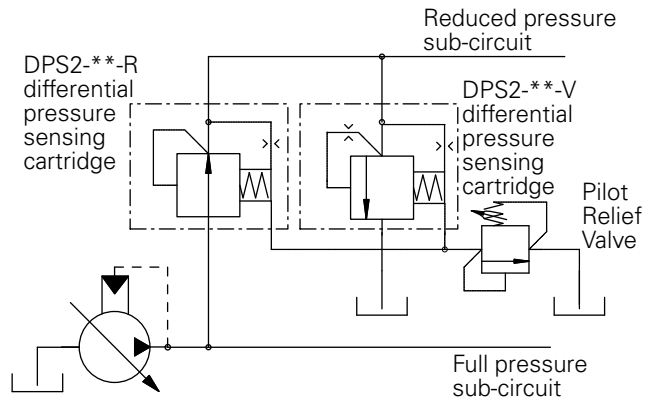 Reduced pressure
sub-circuit
DPS2-**-R
differential
pressure
sensing
cartridge
DPS2-**-V
differential
pressure
sensing
cartridge
Pilot
Relief
Valve
Full pressure
sub-circuit